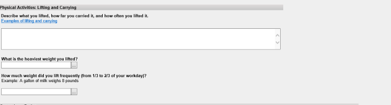 Physical Activities: Lifting and Carrying
Describe what you lifted, how far you carried it, and how often you lifted it.
Examples of lifting and carrying
What is the heaviest weight you lifted?
How much weight did you lift frequently (from 1/3 to 2/3 of your workday)?
Example: A gallon of milk weighs 8 pounds.